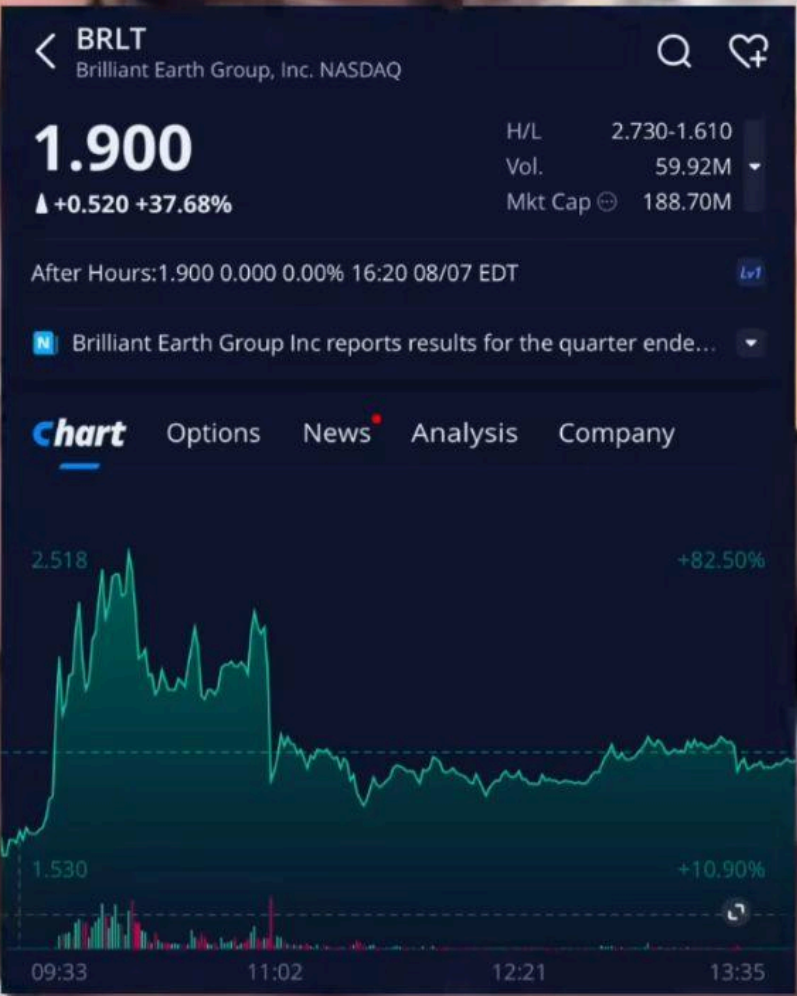 BRLT
Brilliant Earth Group, Inc. NASDAQ
1.900
+0.520 +37.68%
H/L 2.730-1.610
Vol. 59.92M
Mkt Cap 188.70M
After Hours:1.900 0.000 0.00% 16:20 08/07 EDT
Lv1
N Brilliant Earth Group Inc reports results for the quarter ende...
Chart Options News Analysis Company
2.518 +82.50%
1.530 +10.90%
09:33 11:02 12:21 13:35